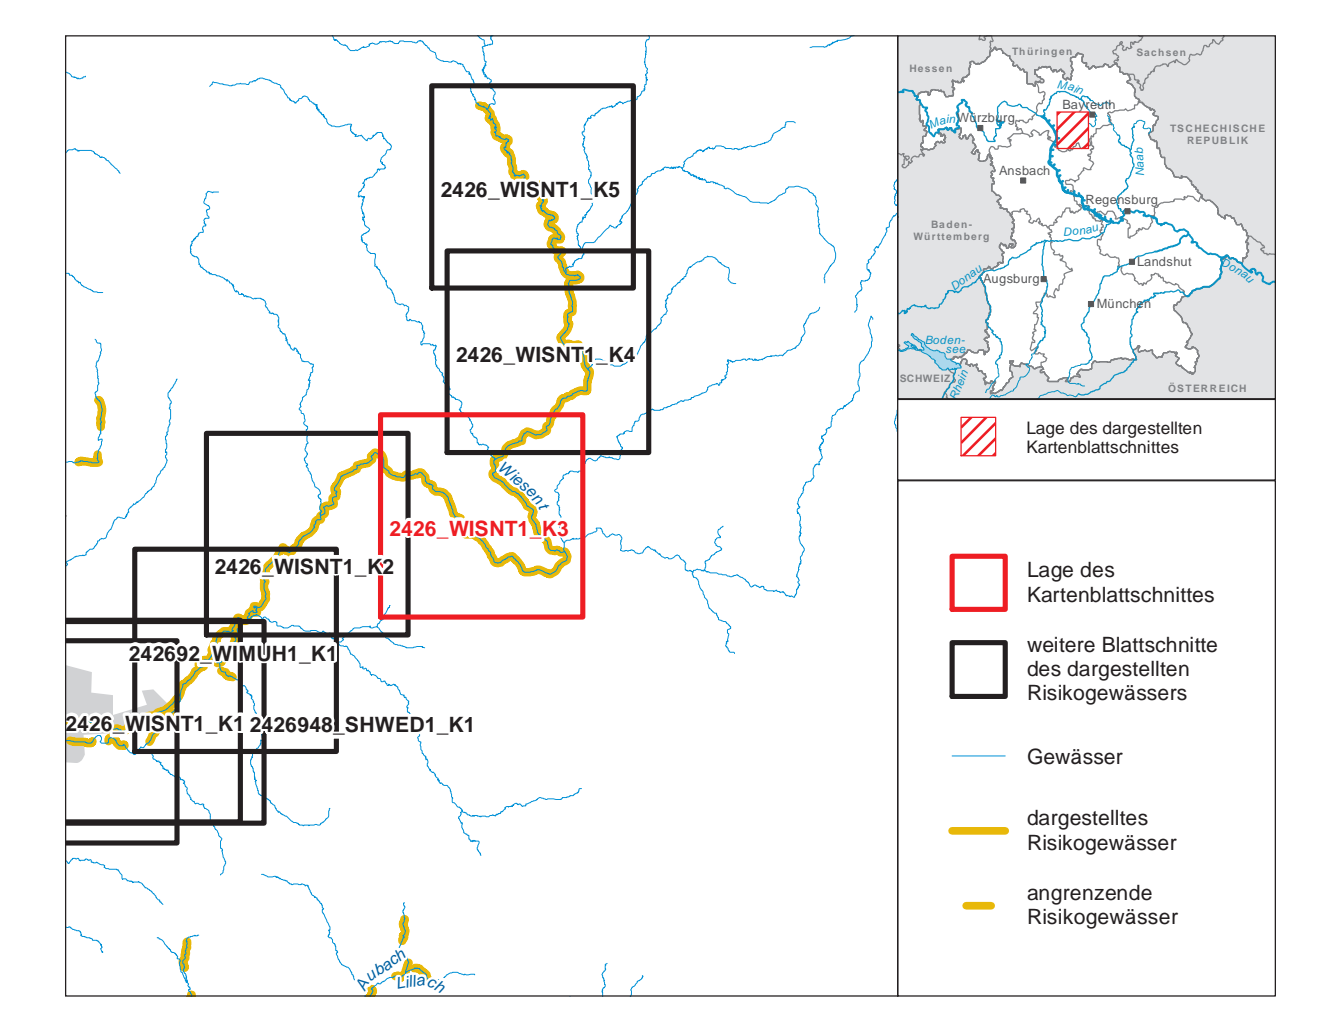 2426_WISNT1_K5
2426_WISNT1_K4
Wiesent
2426_WISNT1_K3
2426_WISNT1_K2
242692_WIMUH1_K1
2426_WISNT1_K1
2426948_SHWED1_K1
Aubach
Lillach
Thüringen
Sachsen
Hessen
Main
Bayreuth
Main
Würzburg
TSCHECHISCHE
REPUBLIK
Naab
Ansbach
Regensburg
Baden-
Württemberg
Donau
Donau
Landshut
Donau
Augsburg
München
Boden-
see
SCHWEIZ
Rhein
ÖSTERREICH
Lage des dargestellten
Kartenblattschnittes
Lage des
Kartenblattschnittes
weitere Blattschnitte
des dargestellten
Risikogewässers
Gewässer
dargestelltes
Risikogewässer
angrenzende
Risikogewässer